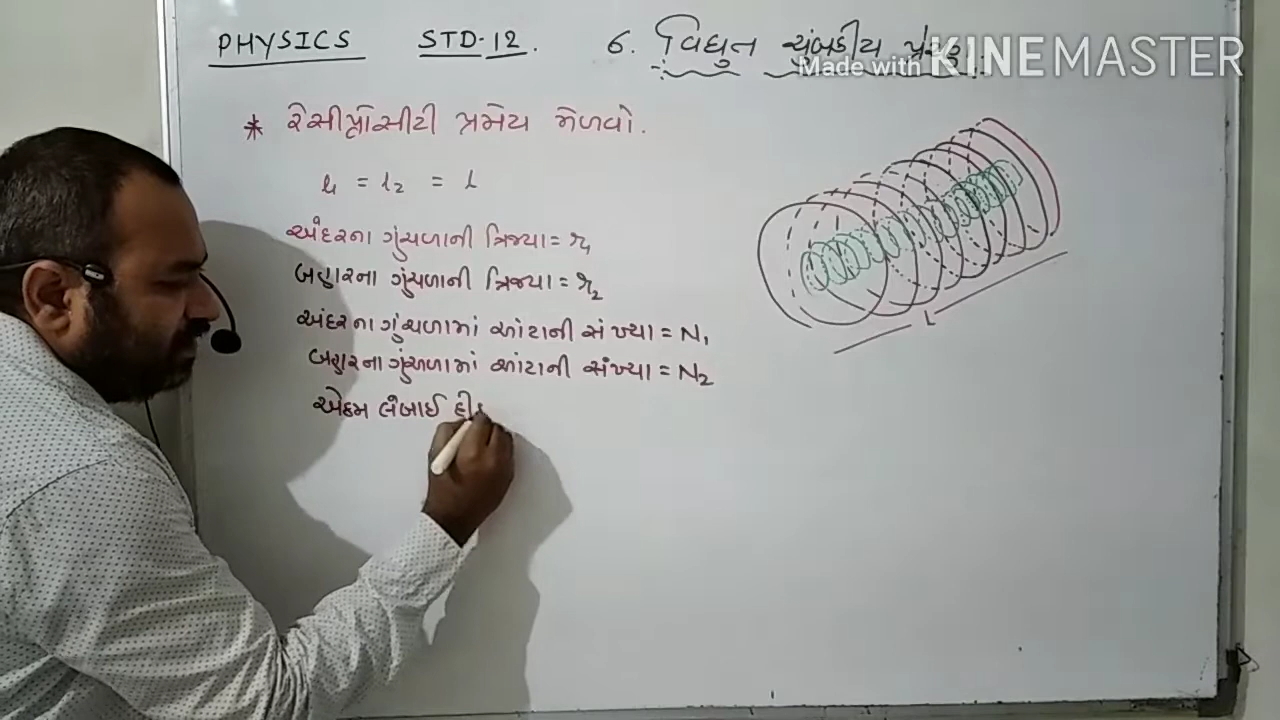 PHYSICS STD-12. 6. વિદ્યુત ચુંબકીય
Made with KINEMASTER
* રેસીપ્રોસીટી પ્રમેય મેળવો.
l₁ = l₂ = l
અંદરના ગુંચળાની ત્રિજ્યા = r₁
બહારના ગુંચળાની ત્રિજ્યા = r₂
અંદરના ગુંચળામાં આંટાની સંખ્યા = N₁
બહારના ગુંચળામાં આંટાની સંખ્યા = N₂
એકમ લંબાઈ દી
L